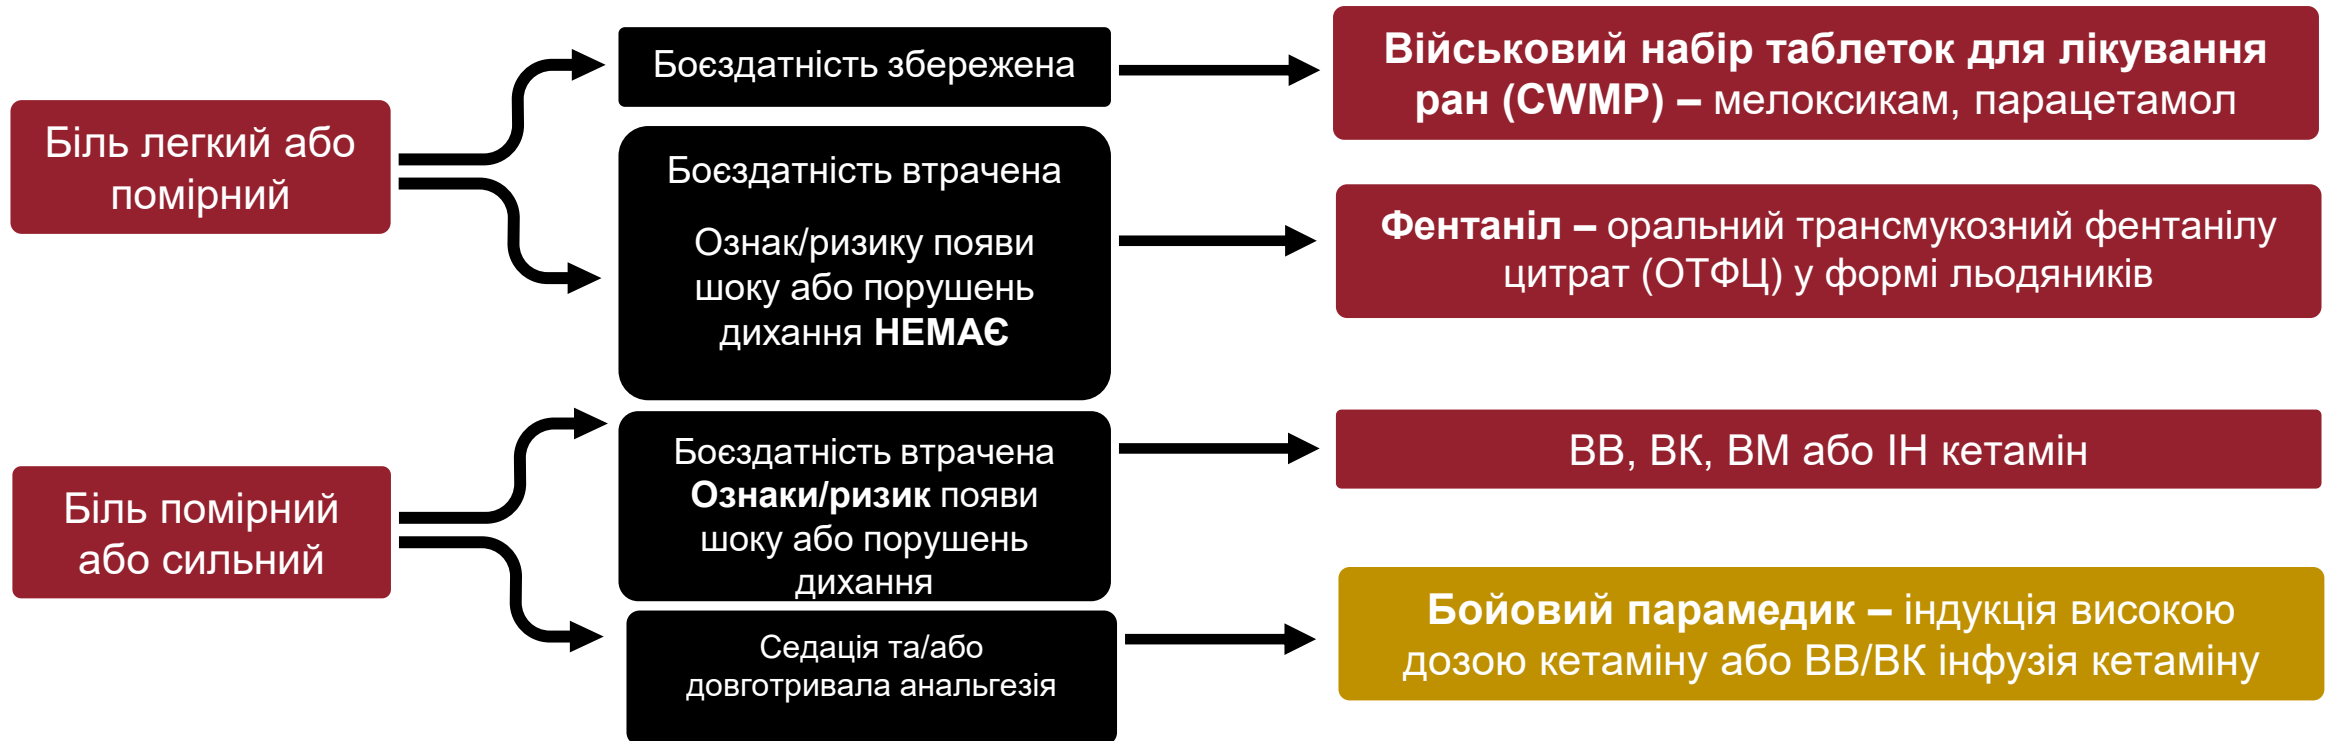 Біль легкий або
помірний
Боєздатність збережена
Військовий набір таблеток для лікування
ран (CWMP) – мелоксикам, парацетамол
Боєздатність втрачена
Ознак/ризику появи
шоку або порушень
дихання НЕМАЄ
Фентаніл – оральний трансмукозний фентанілу
цитрат (ОТФЦ) у формі льодяників
Біль помірний
або сильний
Боєздатність втрачена
Ознаки/ризик появи
шоку або порушень
дихання
ВВ, ВК, ВМ або ІН кетамін
Седація та/або
довготривала анальгезія
Бойовий парамедик – індукція високою
дозою кетаміну або ВВ/ВК інфузія кетаміну